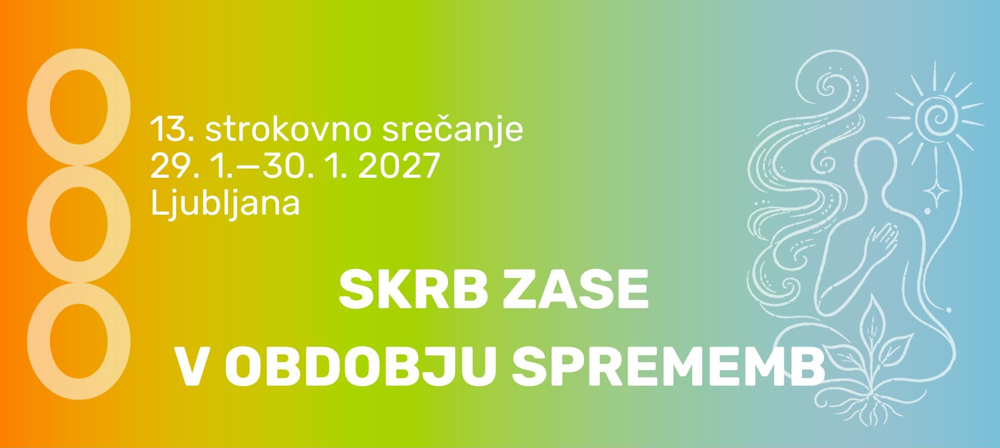 13. strokovno srečanje
29. 1.—30. 1. 2027
Ljubljana
SKRB ZASE
V OBDOBJU SPREMEMB